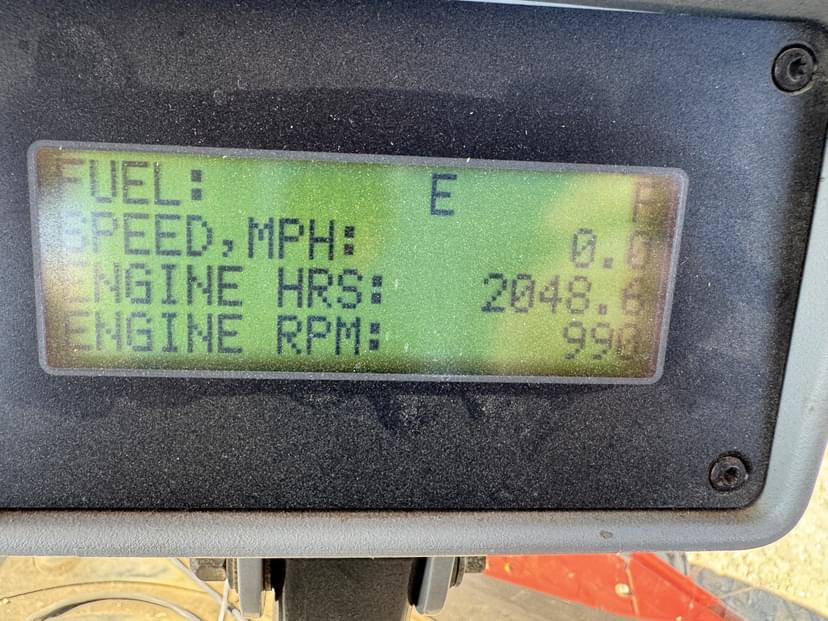 FUEL: E F
SPEED,MPH: 0.0
ENGINE HRS: 2048.6
ENGINE RPM: 990